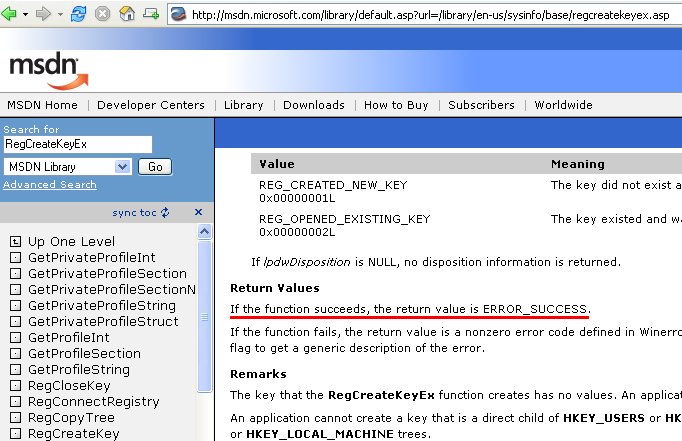 http://msdn.microsoft.com/library/default.asp?url=/library/en-us/sysinfo/base/regcreatekeyex.asp
msdn
MSDN Home | Developer Centers | Library | Downloads | How to Buy | Subscribers | Worldwide
Search for
RegCreateKeyEx
MSDN Library Go
Advanced Search
sync toc
Up One Level
GetPrivateProfileInt
GetPrivateProfileSection
GetPrivateProfileSectionN
GetPrivateProfileString
GetPrivateProfileStruct
GetProfileInt
GetProfileSection
GetProfileString
RegCloseKey
RegConnectRegistry
RegCopyTree
RegCreateKey
Value Meaning
REG_CREATED_NEW_KEY The key did not exist a
0x00000001L
REG_OPENED_EXISTING_KEY The key existed and wa
0x00000002L
If lpdwDisposition is NULL, no disposition information is returned.
Return Values
If the function succeeds, the return value is ERROR_SUCCESS.
If the function fails, the return value is a nonzero error code defined in Winerro
flag to get a generic description of the error.
Remarks
The key that the RegCreateKeyEx function creates has no values. An applicat
An application cannot create a key that is a direct child of HKEY_USERS or HK
or HKEY_LOCAL_MACHINE trees.